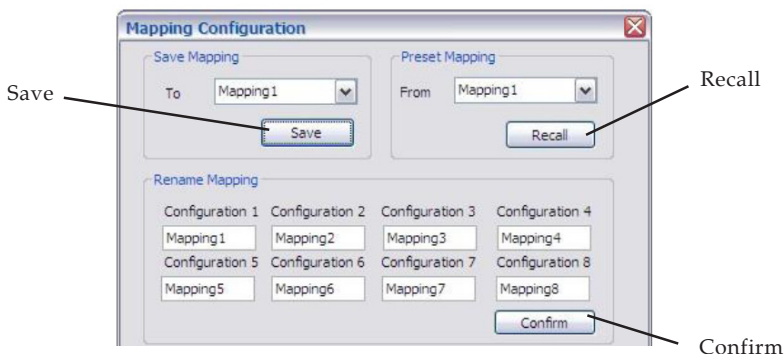 Mapping Configuration
Save Mapping
To Mapping1
Save
Preset Mapping
From Mapping1
Recall
Save
Recall
Rename Mapping
Configuration 1 Configuration 2 Configuration 3 Configuration 4
Mapping1 Mapping2 Mapping3 Mapping4
Configuration 5 Configuration 6 Configuration 7 Configuration 8
Mapping5 Mapping6 Mapping7 Mapping8
Confirm
Confirm